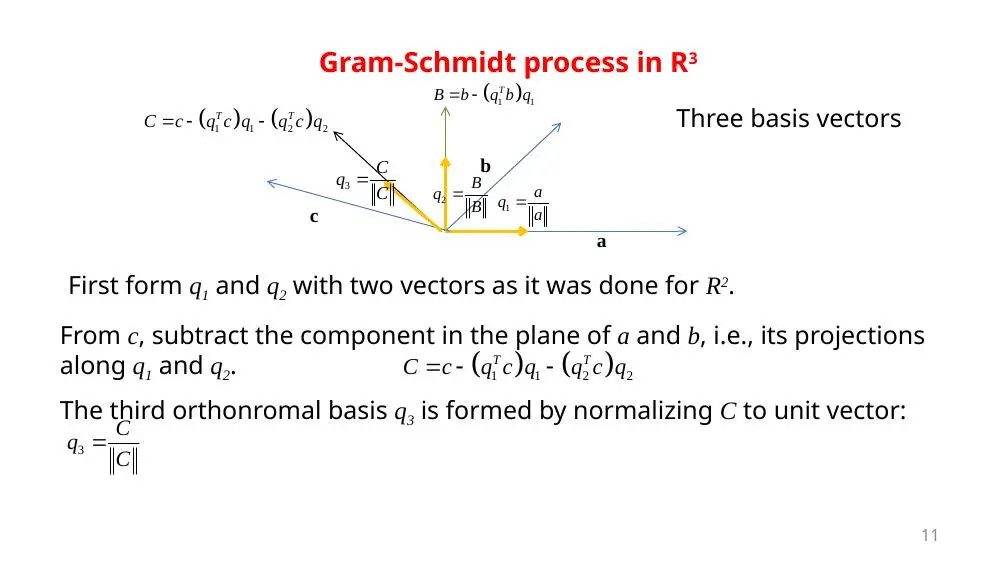 Gram-Schmidt process in R³
B = b - (q₁ᵀb)q₁
C = c - (q₁ᵀc)q₁ - (q₂ᵀc)q₂
Three basis vectors
b
q₃ = C/‖C‖
q₂ = B/‖B‖
q₁ = a/‖a‖
c
a
First form q₁ and q₂ with two vectors as it was done for R².
From c, subtract the component in the plane of a and b, i.e., its projections
along q₁ and q₂. C = c - (q₁ᵀc)q₁ - (q₂ᵀc)q₂
The third orthonromal basis q₃ is formed by normalizing C to unit vector:
q₃ = C/‖C‖
11